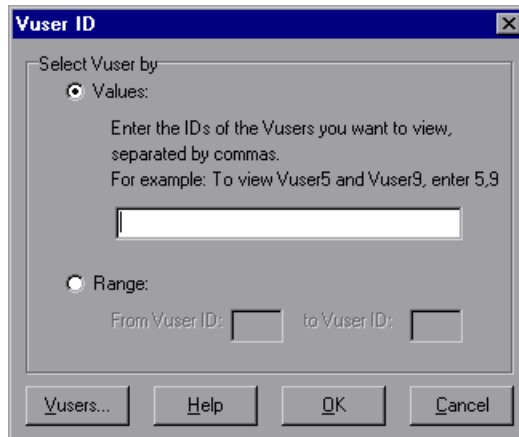 Vuser ID
Select Vuser by
Values:
Enter the IDs of the Vusers you want to view,
separated by commas.
For example: To view Vuser5 and Vuser9, enter 5,9
Range:
From Vuser ID: to Vuser ID:
Vusers... Help OK Cancel